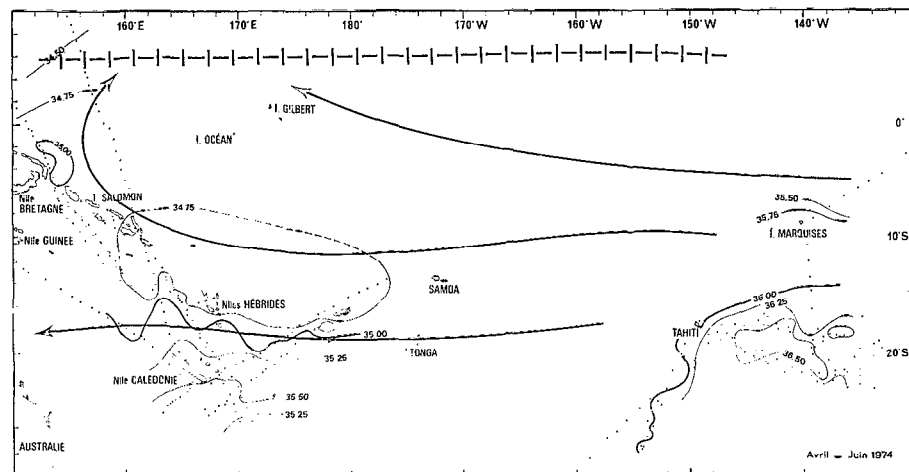 160°E 170°E 180° 170°W 160°W 150°W 140°W
34.50
34.75
I. GILBERT
0°
I. OCÉAN
35.00
Nlle BRETAGNE
I. SALOMON
34.75
35.50
35.75
I. MARQUISES
10°S
Nlle GUINEE
SAMOA
36.00
36.25
Nlles HÉBRIDES
TAHITI
35.00
TONGA
35.25
20°S
36.50
Nlle CALÉDONIE
35.50
35.25
AUSTRALIE
Avril - Juin 1974